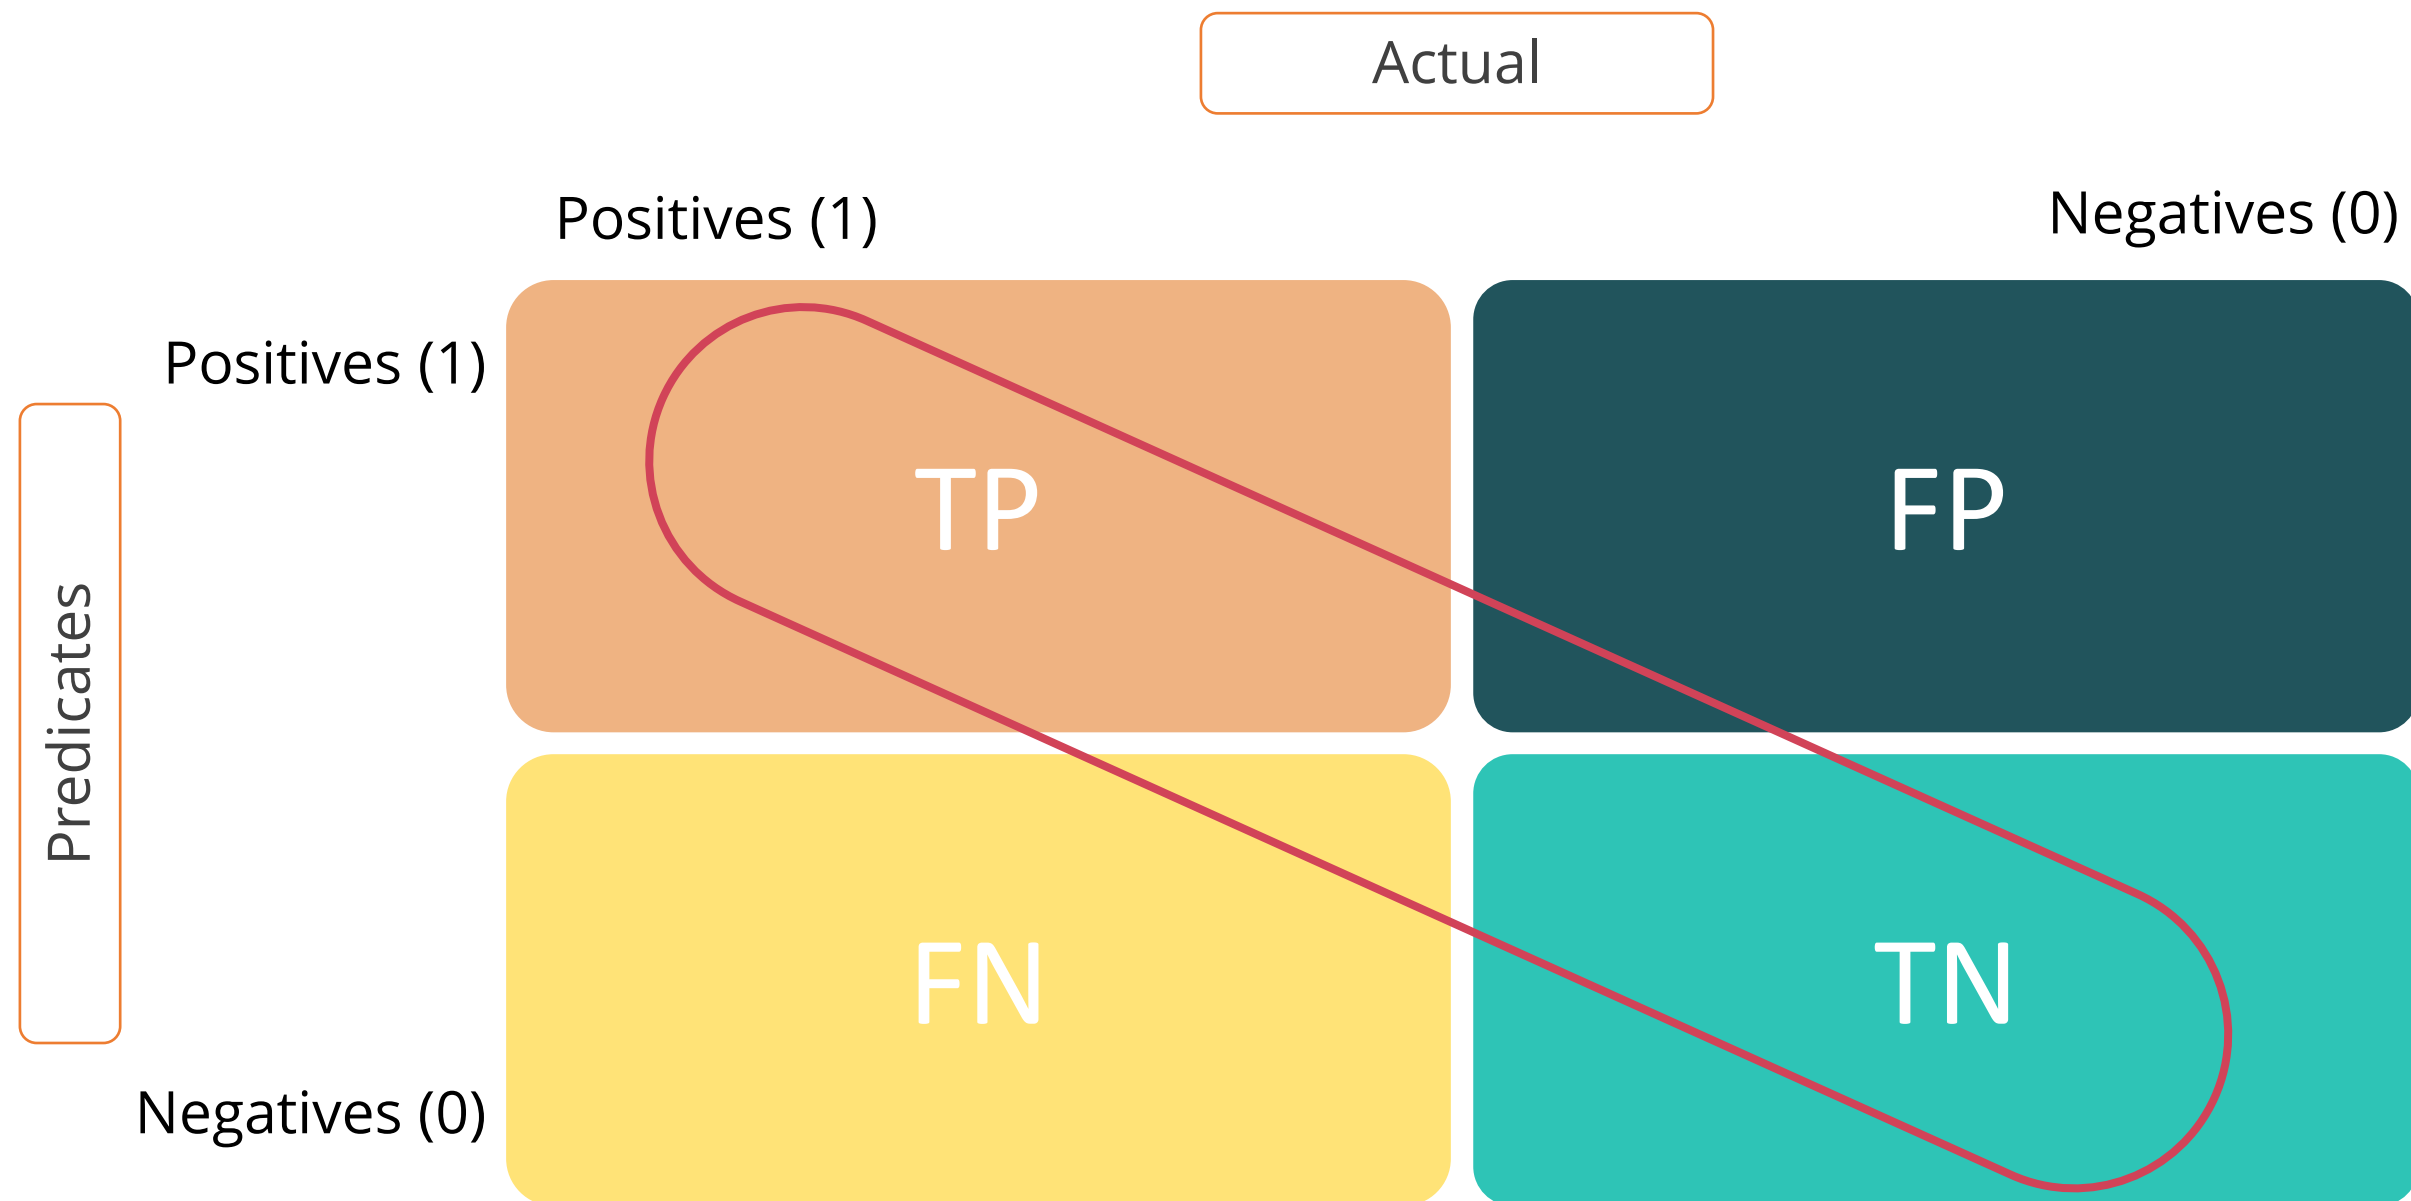 Actual
Positives (1)
Negatives (0)
Positives (1)
TP
FP
Predicates
FN
TN
Negatives (0)